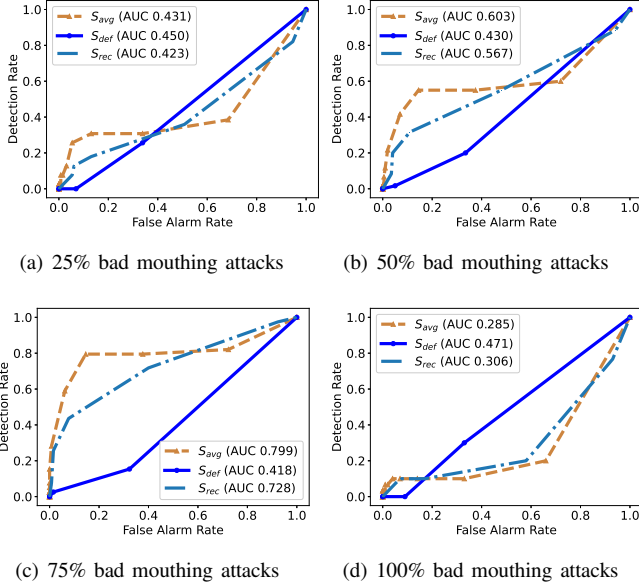 1.0
0.8
0.6
0.4
0.2
0.0
Detection Rate
S_avg (AUC 0.431)
S_def (AUC 0.450)
S_rec (AUC 0.423)
0.0 0.2 0.4 0.6 0.8 1.0
False Alarm Rate
(a) 25% bad mouthing attacks
1.0
0.8
0.6
0.4
0.2
0.0
Detection Rate
S_avg (AUC 0.603)
S_def (AUC 0.430)
S_rec (AUC 0.567)
0.0 0.2 0.4 0.6 0.8 1.0
False Alarm Rate
(b) 50% bad mouthing attacks
1.0
0.8
0.6
0.4
0.2
0.0
Detection Rate
S_avg (AUC 0.799)
S_def (AUC 0.418)
S_rec (AUC 0.728)
0.0 0.2 0.4 0.6 0.8 1.0
False Alarm Rate
(c) 75% bad mouthing attacks
1.0
0.8
0.6
0.4
0.2
0.0
Detection Rate
S_avg (AUC 0.285)
S_def (AUC 0.471)
S_rec (AUC 0.306)
0.0 0.2 0.4 0.6 0.8 1.0
False Alarm Rate
(d) 100% bad mouthing attacks